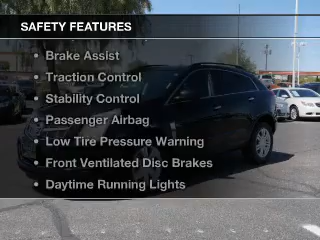 SAFETY FEATURES
• Brake Assist
• Traction Control
• Stability Control
• Passenger Airbag
• Low Tire Pressure Warning
• Front Ventilated Disc Brakes
• Daytime Running Lights